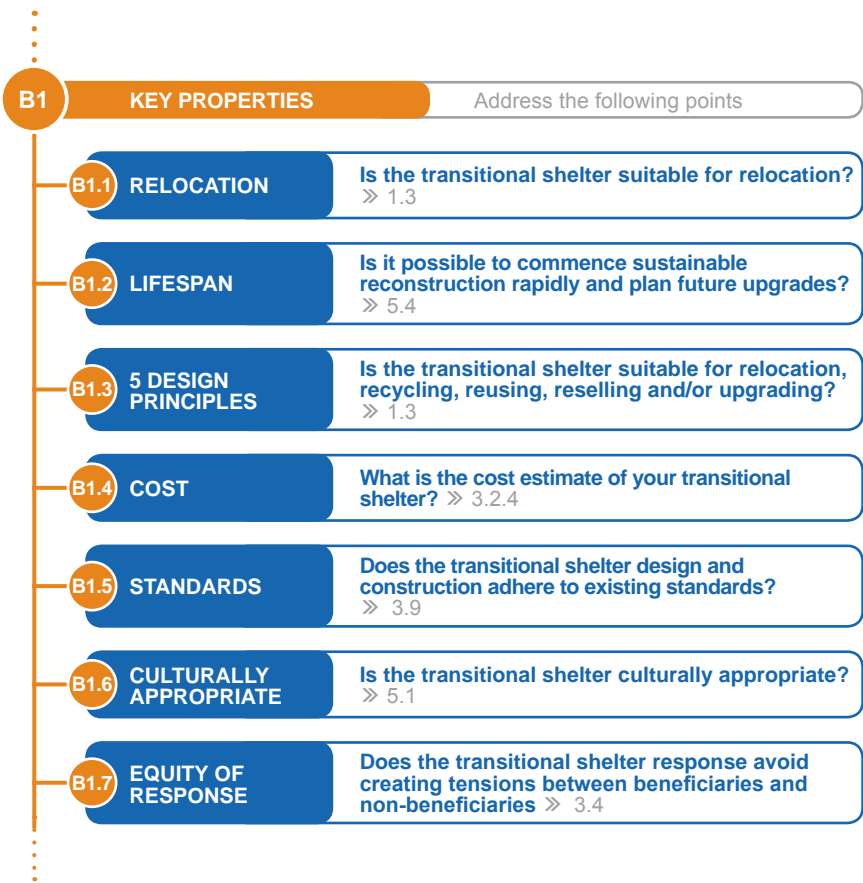 B1 KEY PROPERTIES Address the following points
B1.1 RELOCATION Is the transitional shelter suitable for relocation?
≫ 1.3
B1.2 LIFESPAN Is it possible to commence sustainable
reconstruction rapidly and plan future upgrades?
≫ 5.4
B1.3 5 DESIGN
PRINCIPLES
Is the transitional shelter suitable for relocation,
recycling, reusing, reselling and/or upgrading?
≫ 1.3
B1.4 COST What is the cost estimate of your transitional
shelter? ≫ 3.2.4
B1.5 STANDARDS Does the transitional shelter design and
construction adhere to existing standards?
≫ 3.9
B1.6 CULTURALLY
APPROPRIATE
Is the transitional shelter culturally appropriate?
≫ 5.1
B1.7 EQUITY OF
RESPONSE
Does the transitional shelter response avoid
creating tensions between beneficiaries and
non-beneficiaries ≫ 3.4